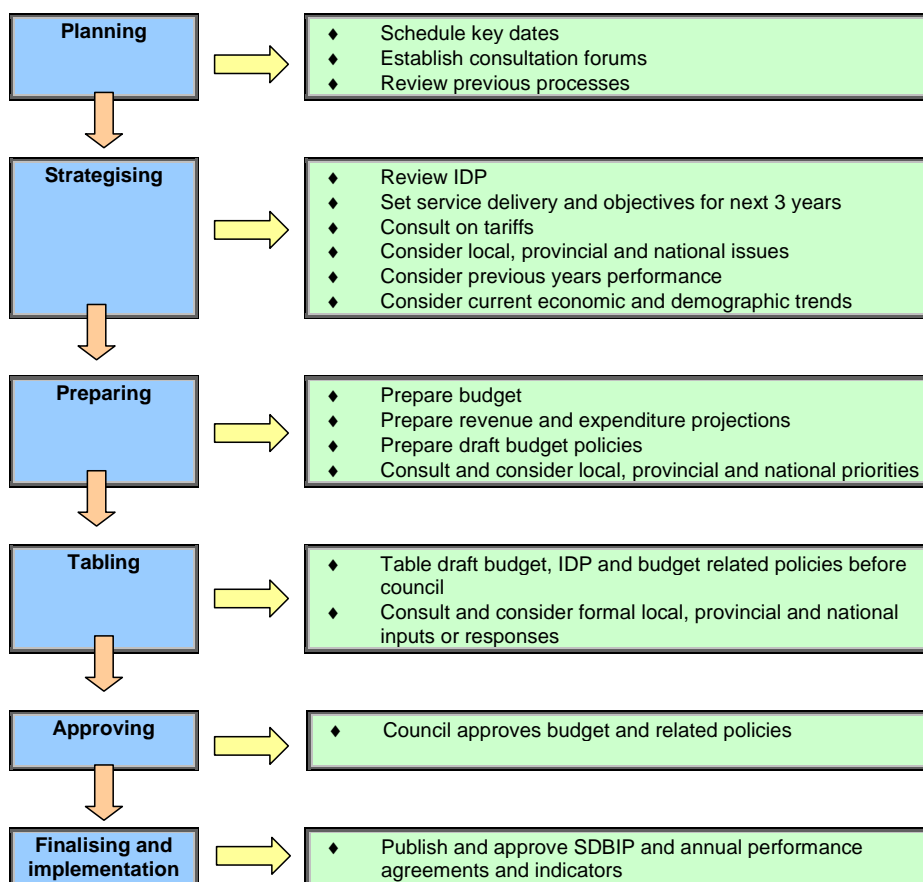 Planning
♦ Schedule key dates
♦ Establish consultation forums
♦ Review previous processes
Strategising
♦ Review IDP
♦ Set service delivery and objectives for next 3 years
♦ Consult on tariffs
♦ Consider local, provincial and national issues
♦ Consider previous years performance
♦ Consider current economic and demographic trends
Preparing
♦ Prepare budget
♦ Prepare revenue and expenditure projections
♦ Prepare draft budget policies
♦ Consult and consider local, provincial and national priorities
Tabling
♦ Table draft budget, IDP and budget related policies before
council
♦ Consult and consider formal local, provincial and national
inputs or responses
Approving
♦ Council approves budget and related policies
Finalising and
implementation
♦ Publish and approve SDBIP and annual performance
agreements and indicators